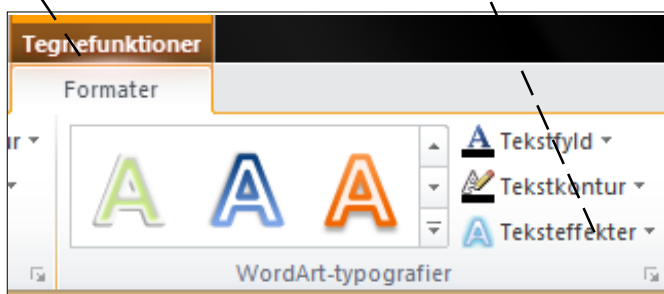 Tegnefunktioner
Formater
Tekstfyld
Tekstkontur
Teksteffekter
WordArt-typografier